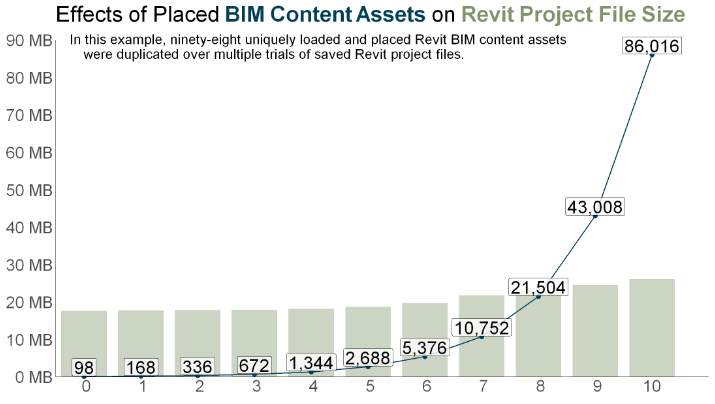 Effects of Placed BIM Content Assets on Revit Project File Size
In this example, ninety-eight uniquely loaded and placed Revit BIM content assets
were duplicated over multiple trials of saved Revit project files.
90 MB
80 MB
70 MB
60 MB
50 MB
40 MB
30 MB
20 MB
10 MB
0 MB
98
168
336
672
1,344
2,688
5,376
10,752
21,504
43,008
86,016
0 1 2 3 4 5 6 7 8 9 10